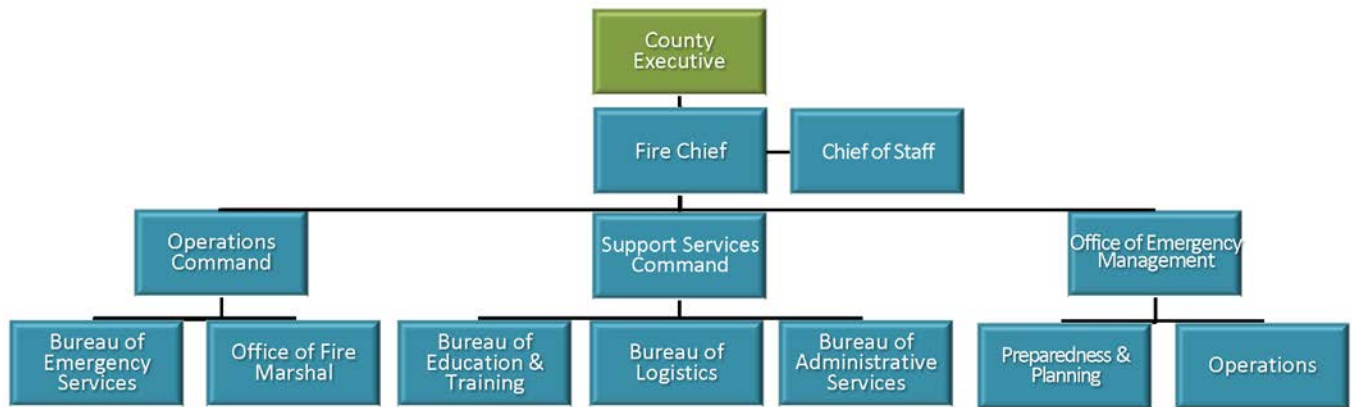 County
Executive
Fire Chief
Chief of Staff
Operations
Command
Support Services
Command
Office of Emergency
Management
Bureau of
Emergency
Services
Office of Fire
Marshal
Bureau of
Education &
Training
Bureau of
Logistics
Bureau of
Administrative
Services
Preparedness &
Planning
Operations